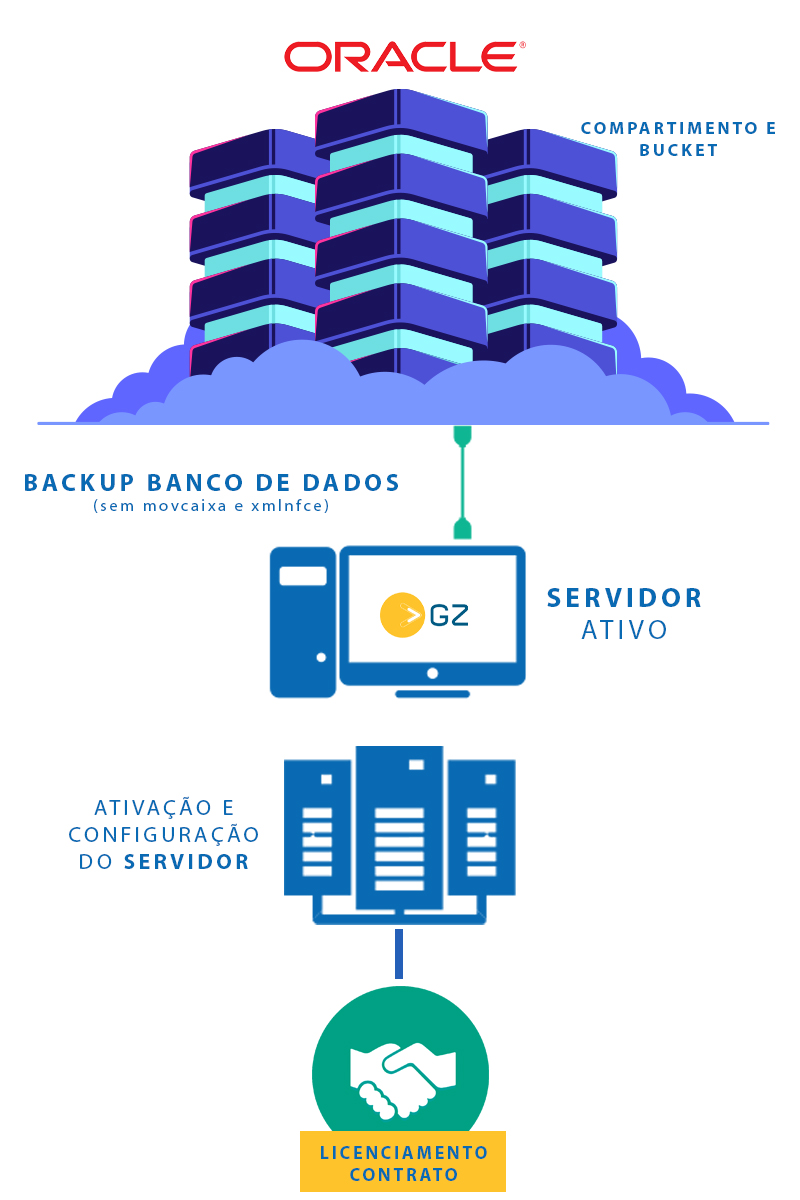 ORACLE®
COMPARTIMENTO E
BUCKET
BACKUP BANCO DE DADOS
(sem movcaixa e xmlnfce)
GZ
SERVIDOR
ATIVO
ATIVAÇÃO E
CONFIGURAÇÃO
DO SERVIDOR
LICENCIAMENTO
CONTRATO